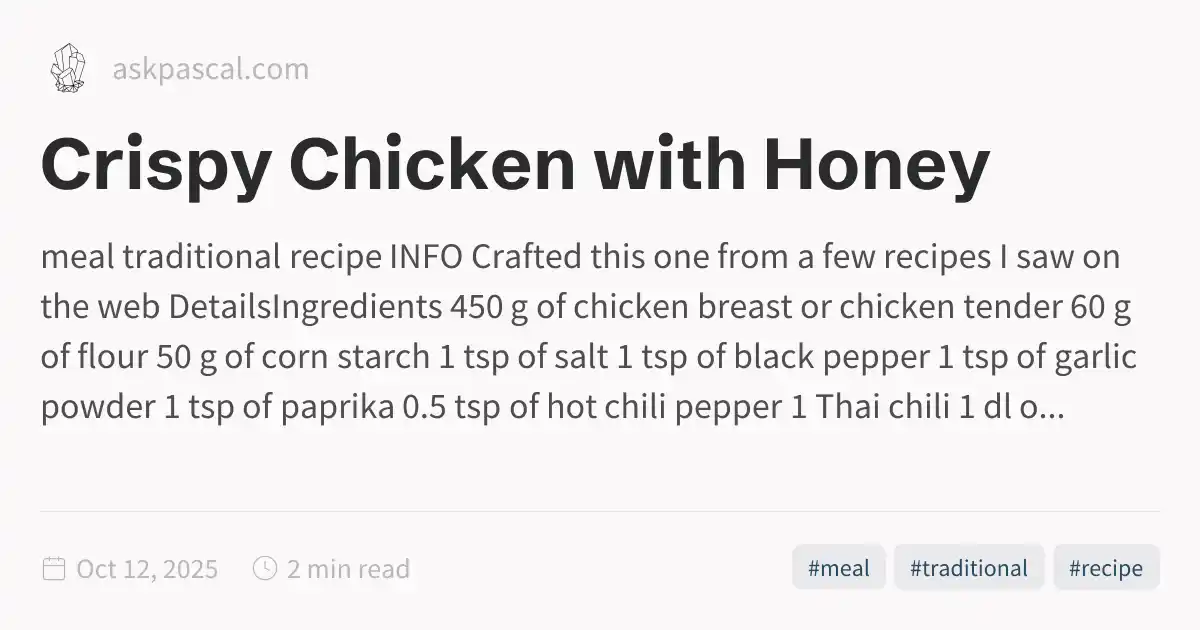 askpascal.com
Crispy Chicken with Honey
meal traditional recipe INFO Crafted this one from a few recipes I saw on
the web DetailsIngredients 450 g of chicken breast or chicken tender 60 g
of flour 50 g of corn starch 1 tsp of salt 1 tsp of black pepper 1 tsp of garlic
powder 1 tsp of paprika 0.5 tsp of hot chili pepper 1 Thai chili 1 dl o...
Oct 12, 2025 2 min read #meal #traditional #recipe